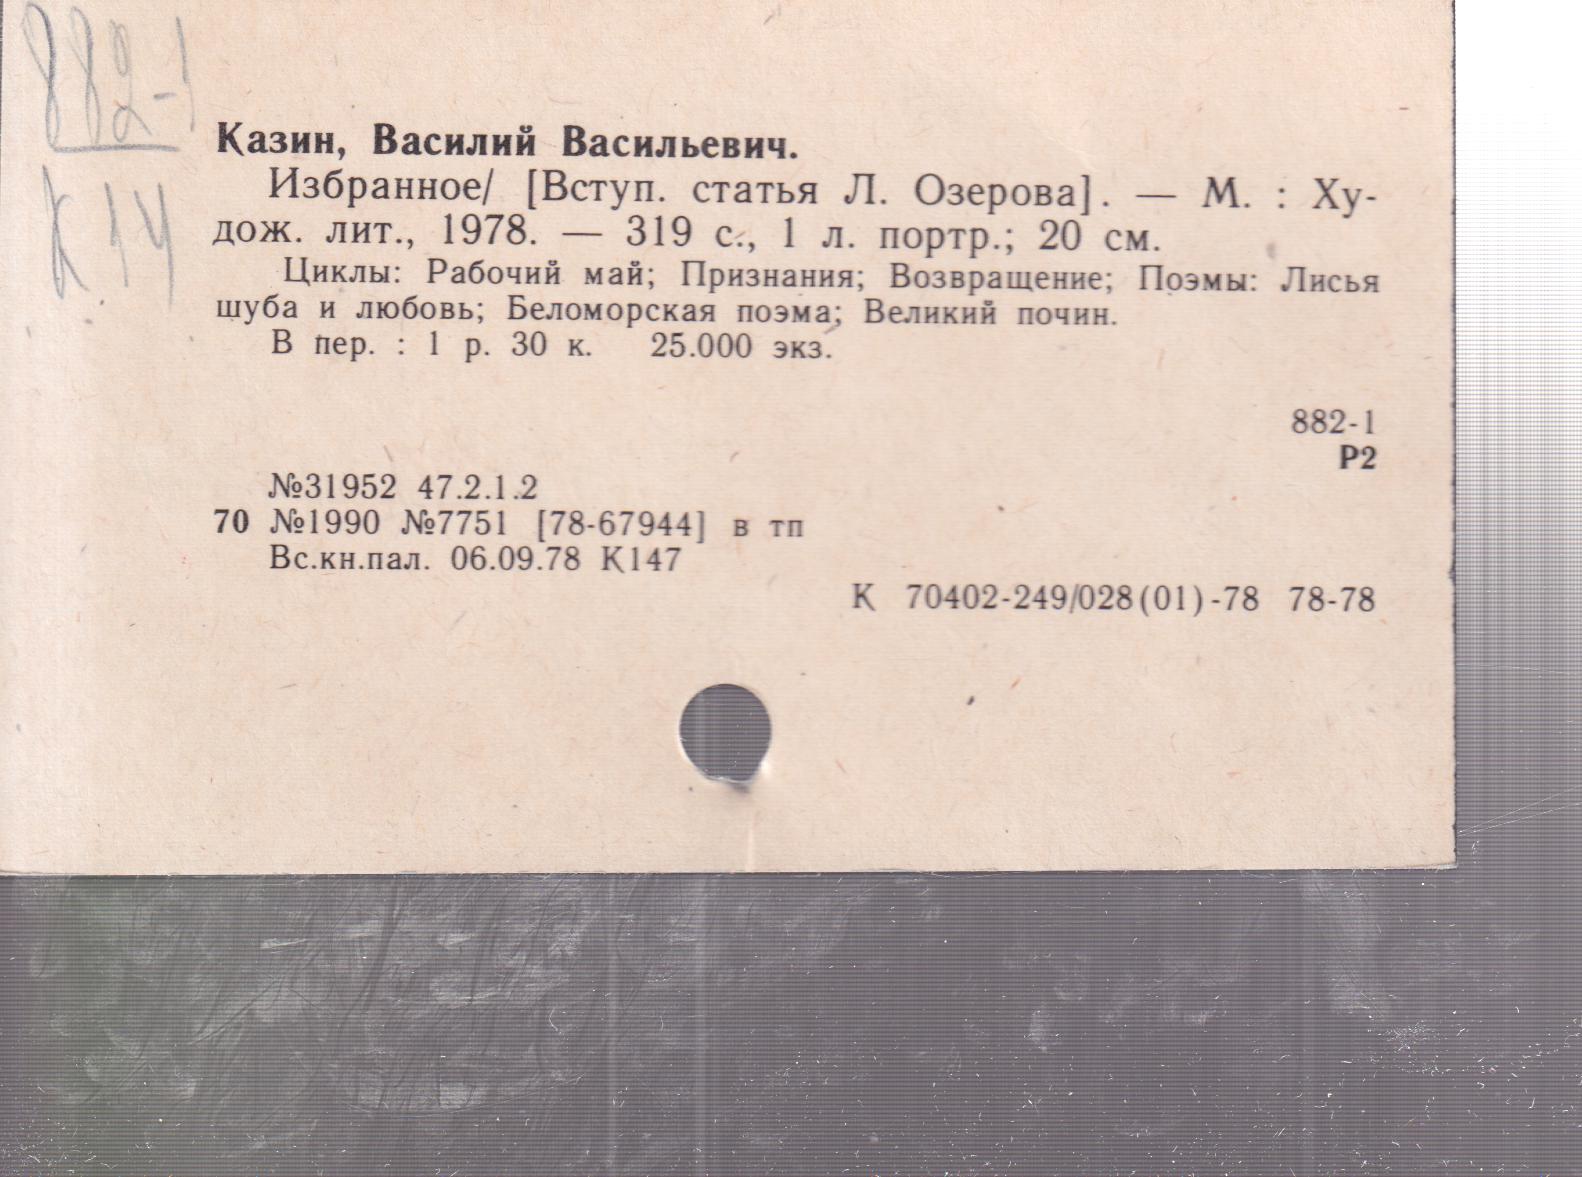 882-1
К 14
Казин, Василий Васильевич.
Избранное/ [Вступ. статья Л. Озерова]. — М. : Ху-
дож. лит., 1978. — 319 с., 1 л. портр.; 20 см.
Циклы: Рабочий май; Признания; Возвращение; Поэмы: Лисья
шуба и любовь; Беломорская поэма; Великий почин.
В пер. : 1 р. 30 к. 25.000 экз.
882-1
Р2
№31952 47.2.1.2
70 №1990 №7751 [78-67944] в тп
Вс.кн.пал. 06.09.78 К147
К 70402-249/028(01)-78 78-78